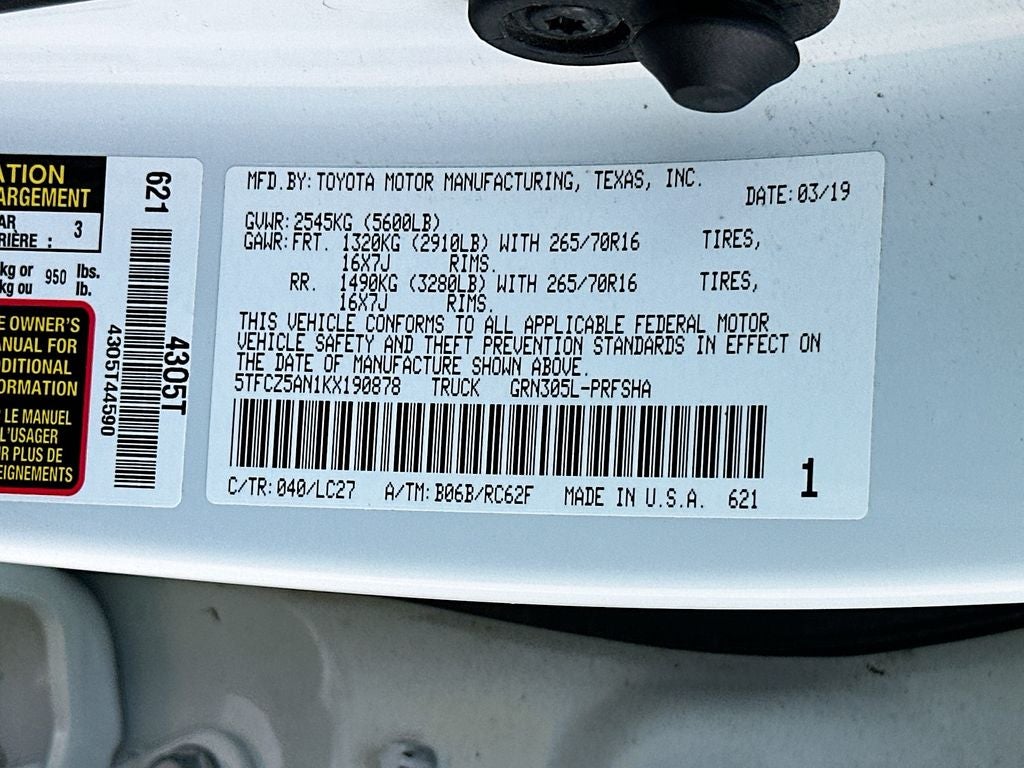 ATION
ARGEMENT
AR
RIÈRE : 3
kg or 950 lbs.
kg ou lb.
E OWNER'S
ANUAL FOR
DDITIONAL
ORMATION
LE MANUEL
L'USAGER
UR PLUS DE
EIGNEMENTS
621
4305T
4305T44590
MFD.BY:TOYOTA MOTOR MANUFACTURING, TEXAS, INC.
DATE:03/19
GVWR:2545KG (5600LB)
GAWR:FRT. 1320KG (2910LB) WITH 265/70R16 TIRES,
16X7J RIMS.
RR. 1490KG (3280LB) WITH 265/70R16 TIRES,
16X7J RIMS.
THIS VEHICLE CONFORMS TO ALL APPLICABLE FEDERAL MOTOR
VEHICLE SAFETY AND THEFT PREVENTION STANDARDS IN EFFECT ON
THE DATE OF MANUFACTURE SHOWN ABOVE.
5TFCZ5AN1KX190878 TRUCK GRN305L-PRFSHA
C/TR:040/LC27 A/TM:B06B/RC62F MADE IN U.S.A. 621
1